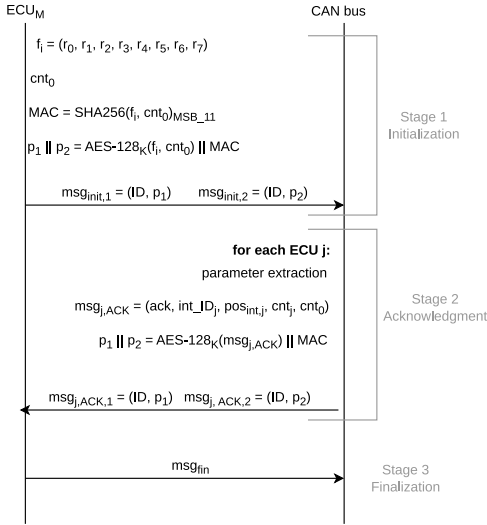 ECU_M CAN bus
f_i = (r_0, r_1, r_2, r_3, r_4, r_5, r_6, r_7)
cnt_0
MAC = SHA256(f_i, cnt_0)_MSB_11
p_1 || p_2 = AES-128_K(f_i, cnt_0) || MAC
msg_init,1 = (ID, p_1) msg_init,2 = (ID, p_2)
Stage 1
Initialization
for each ECU j:
parameter extraction
msg_j,ACK = (ack, int_ID_j, pos_int,j, cnt_j, cnt_0)
p_1 || p_2 = AES-128_K(msg_j,ACK) || MAC
msg_j,ACK,1 = (ID, p_1) msg_j, ACK,2 = (ID, p_2)
Stage 2
Acknowledgment
msg_fin
Stage 3
Finalization